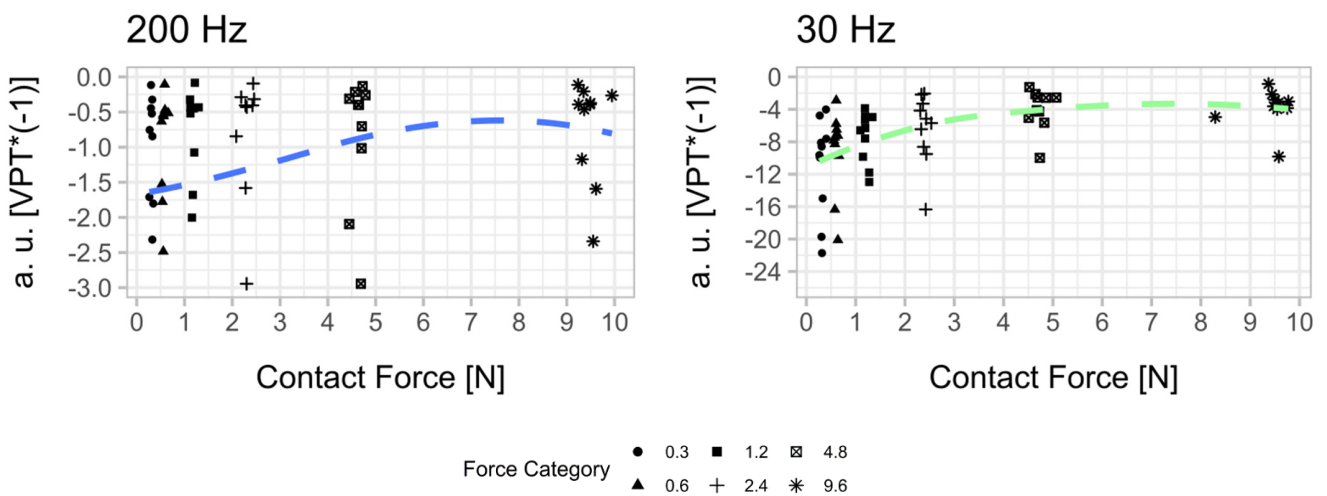 200 Hz
a. u. [VPT*(-1)]
0.0
-0.5
-1.0
-1.5
-2.0
-2.5
-3.0
0 1 2 3 4 5 6 7 8 9 10
Contact Force [N]
30 Hz
a. u. [VPT*(-1)]
0
-4
-8
-12
-16
-20
-24
0 1 2 3 4 5 6 7 8 9 10
Contact Force [N]
Force Category
0.3 1.2 4.8
0.6 2.4 9.6